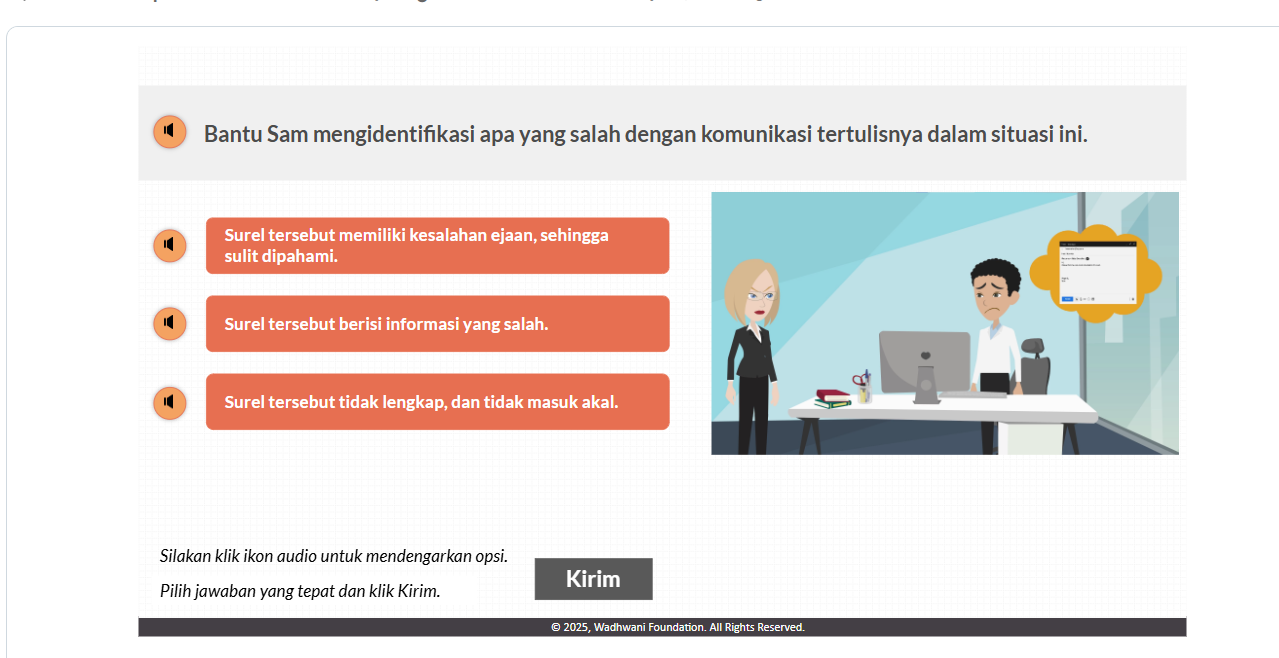 Bantu Sam mengidentifikasi apa yang salah dengan komunikasi tertulisnya dalam situasi ini.
Surel tersebut memiliki kesalahan ejaan, sehingga
sulit dipahami.
Surel tersebut berisi informasi yang salah.
Surel tersebut tidak lengkap, dan tidak masuk akal.
Silakan klik ikon audio untuk mendengarkan opsi.
Pilih jawaban yang tepat dan klik Kirim.
Kirim
© 2025, Wadhwani Foundation. All Rights Reserved.